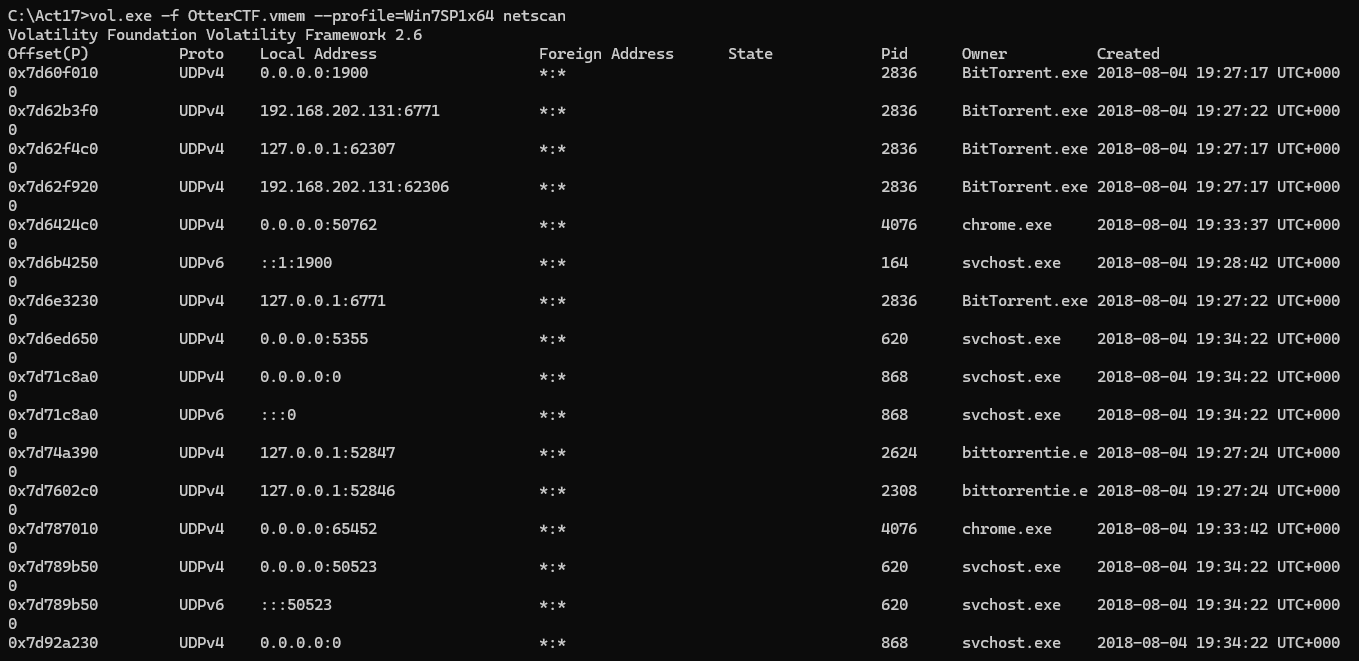 C:\Act17>vol.exe -f OtterCTF.vmem --profile=Win7SP1x64 netscan
Volatility Foundation Volatility Framework 2.6
Offset(P)          Proto    Local Address                  Foreign Address      State            Pid      Owner          Created
0x7d60f010         UDPv4    0.0.0.0:1900                   *:*                                   2836     BitTorrent.exe 2018-08-04 19:27:17 UTC+000
0
0x7d62b3f0         UDPv4    192.168.202.131:6771           *:*                                   2836     BitTorrent.exe 2018-08-04 19:27:22 UTC+000
0
0x7d62f4c0         UDPv4    127.0.0.1:62307                *:*                                   2836     BitTorrent.exe 2018-08-04 19:27:17 UTC+000
0
0x7d62f920         UDPv4    192.168.202.131:62306          *:*                                   2836     BitTorrent.exe 2018-08-04 19:27:17 UTC+000
0
0x7d6424c0         UDPv4    0.0.0.0:50762                  *:*                                   4076     chrome.exe     2018-08-04 19:33:37 UTC+000
0
0x7d6b4250         UDPv6    ::1:1900                       *:*                                   164      svchost.exe    2018-08-04 19:28:42 UTC+000
0
0x7d6e3230         UDPv4    127.0.0.1:6771                 *:*                                   2836     BitTorrent.exe 2018-08-04 19:27:22 UTC+000
0
0x7d6ed650         UDPv4    0.0.0.0:5355                   *:*                                   620      svchost.exe    2018-08-04 19:34:22 UTC+000
0
0x7d71c8a0         UDPv4    0.0.0.0:0                      *:*                                   868      svchost.exe    2018-08-04 19:34:22 UTC+000
0
0x7d71c8a0         UDPv6    :::0                           *:*                                   868      svchost.exe    2018-08-04 19:34:22 UTC+000
0
0x7d74a390         UDPv4    127.0.0.1:52847                *:*                                   2624     bittorrentie.e 2018-08-04 19:27:24 UTC+000
0
0x7d7602c0         UDPv4    127.0.0.1:52846                *:*                                   2308     bittorrentie.e 2018-08-04 19:27:24 UTC+000
0
0x7d787010         UDPv4    0.0.0.0:65452                  *:*                                   4076     chrome.exe     2018-08-04 19:33:42 UTC+000
0
0x7d789b50         UDPv4    0.0.0.0:50523                  *:*                                   620      svchost.exe    2018-08-04 19:34:22 UTC+000
0
0x7d789b50         UDPv6    :::50523                       *:*                                   620      svchost.exe    2018-08-04 19:34:22 UTC+000
0
0x7d92a230         UDPv4    0.0.0.0:0                      *:*                                   868      svchost.exe    2018-08-04 19:34:22 UTC+000